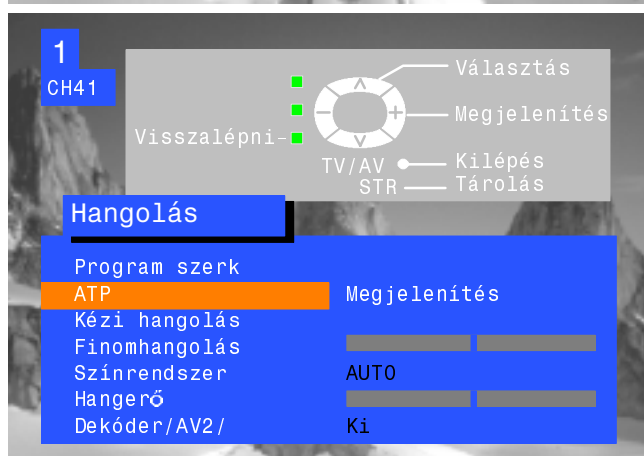 1
CH41
Választás
Megjelenítés
Visszalépni
TV/AV Kilépés
STR Tárolás
Hangolás
Program szerk
ATP Megjelenítés
Kézi hangolás
Finomhangolás
Színrendszer AUTO
Hangerő
Dekóder/AV2/ Ki